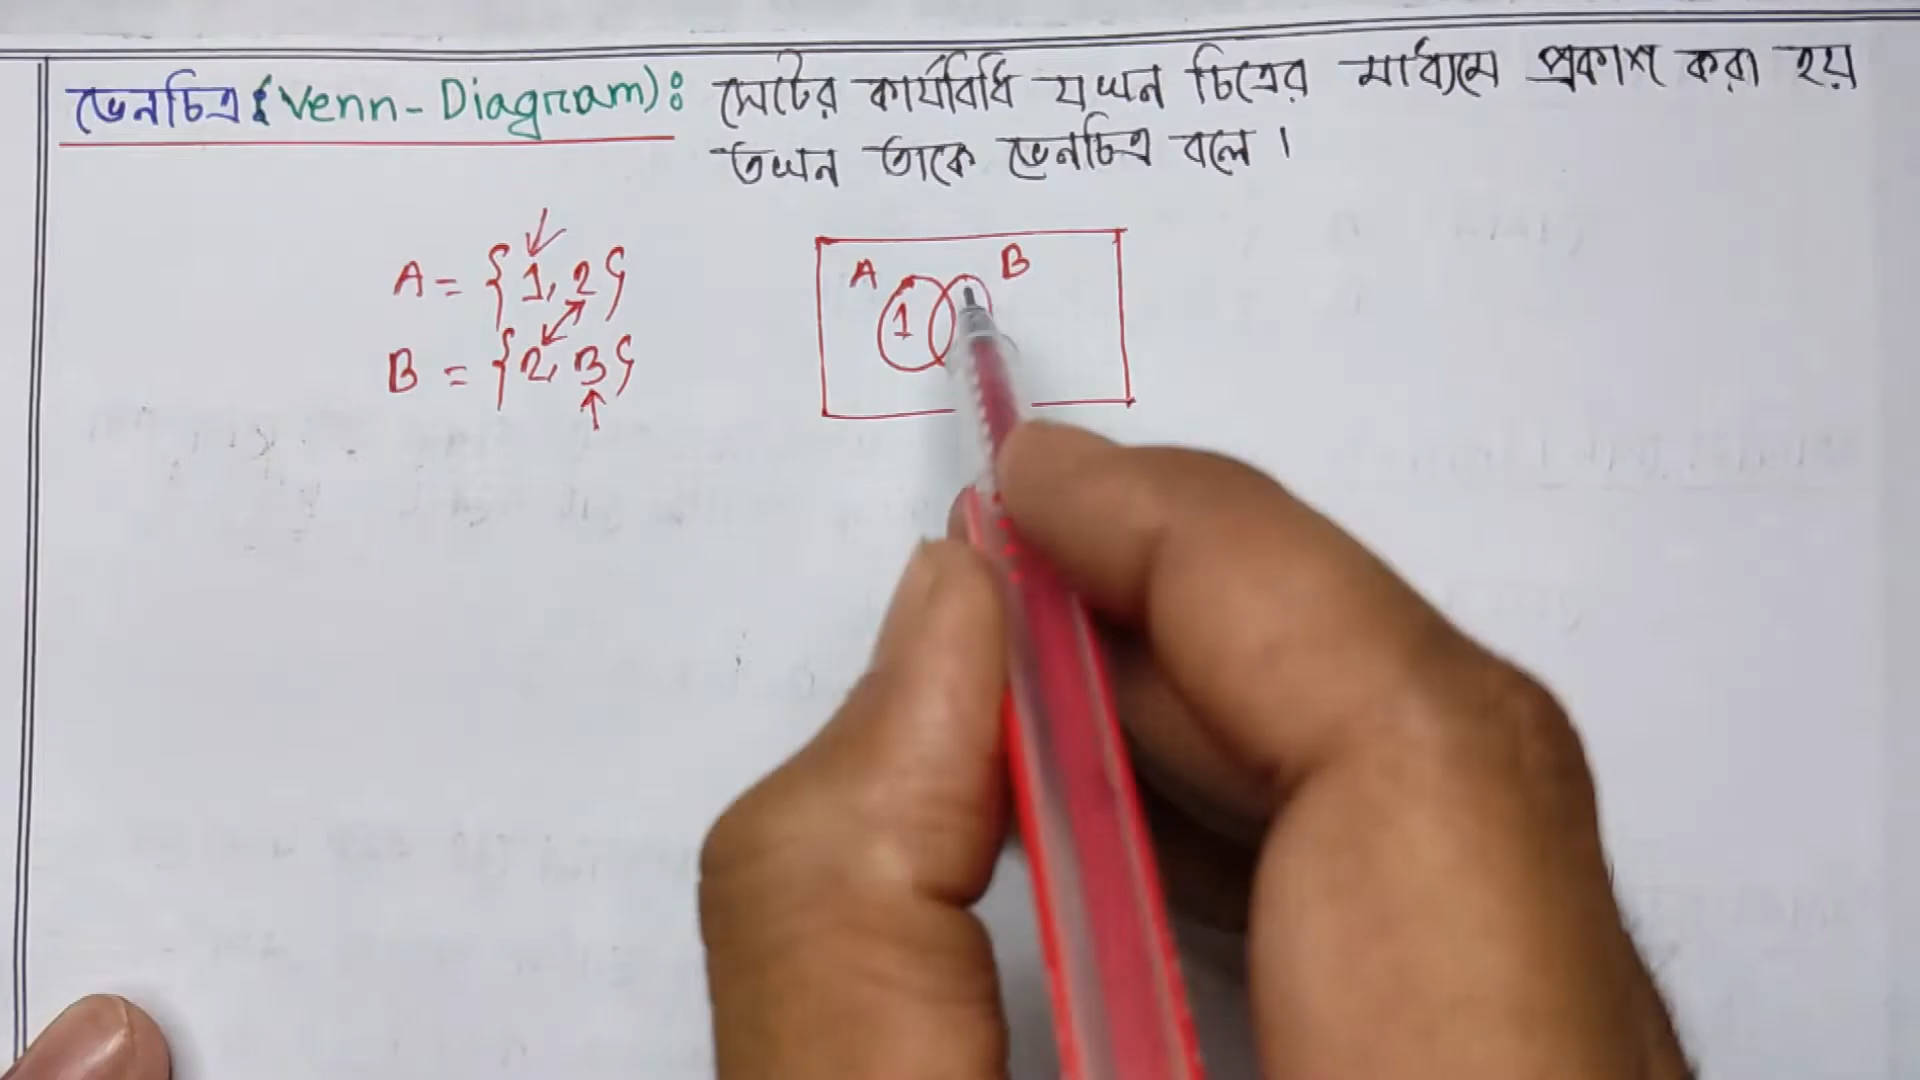 ভেনচিত্র (Venn-Diagram): সেটের কার্যবিধি যখন চিত্রের মাধ্যমে প্রকাশ করা হয়
তখন তাকে ভেনচিত্র বলে।
A = {1, 2}
B = {2, 3}
A B
1